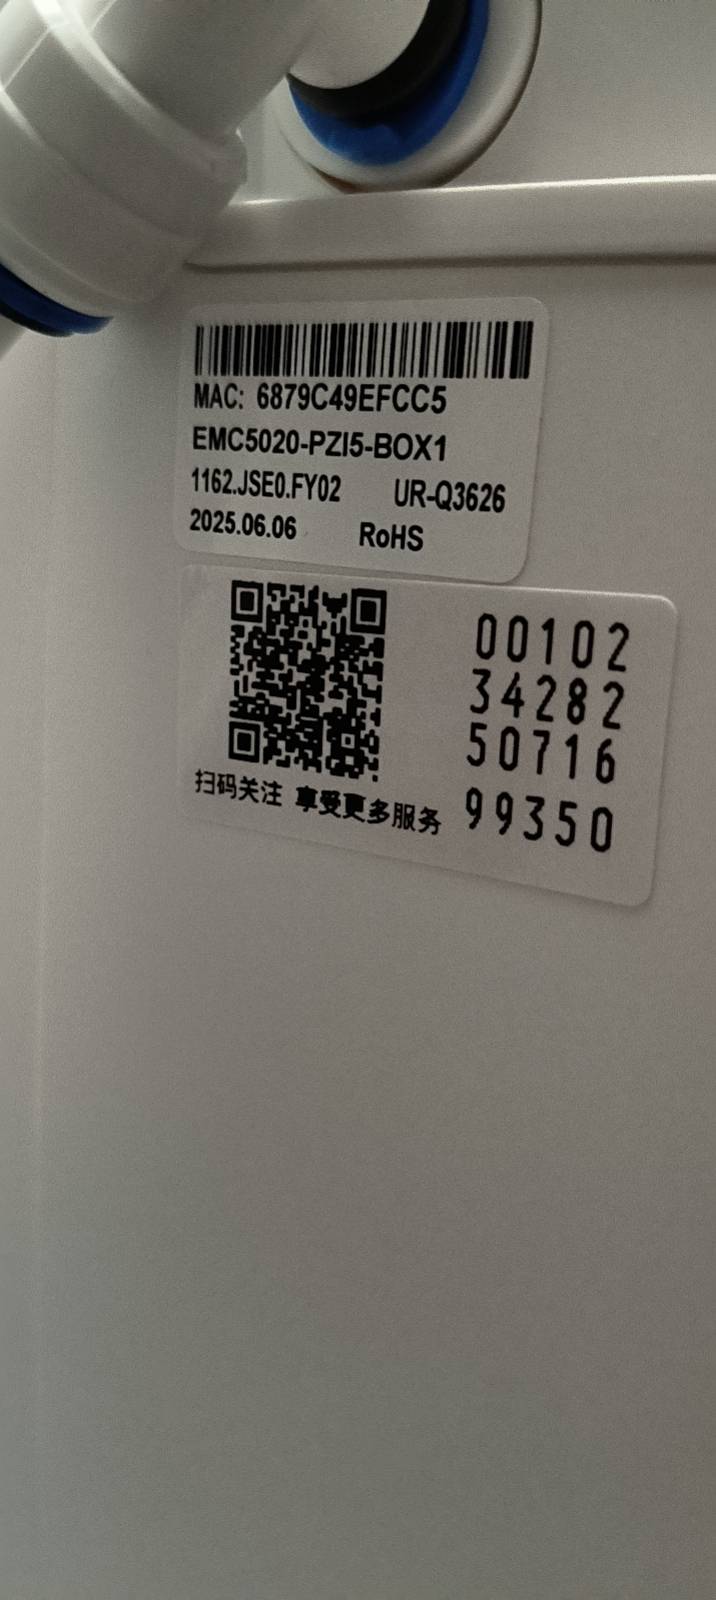 MAC: 6879C49EFCC5
EMC5020-PZI5-BOX1
1162.JSE0.FY02 UR-Q3626
2025.06.06 RoHS
00102
34282
50716
99350
扫码关注 享受更多服务